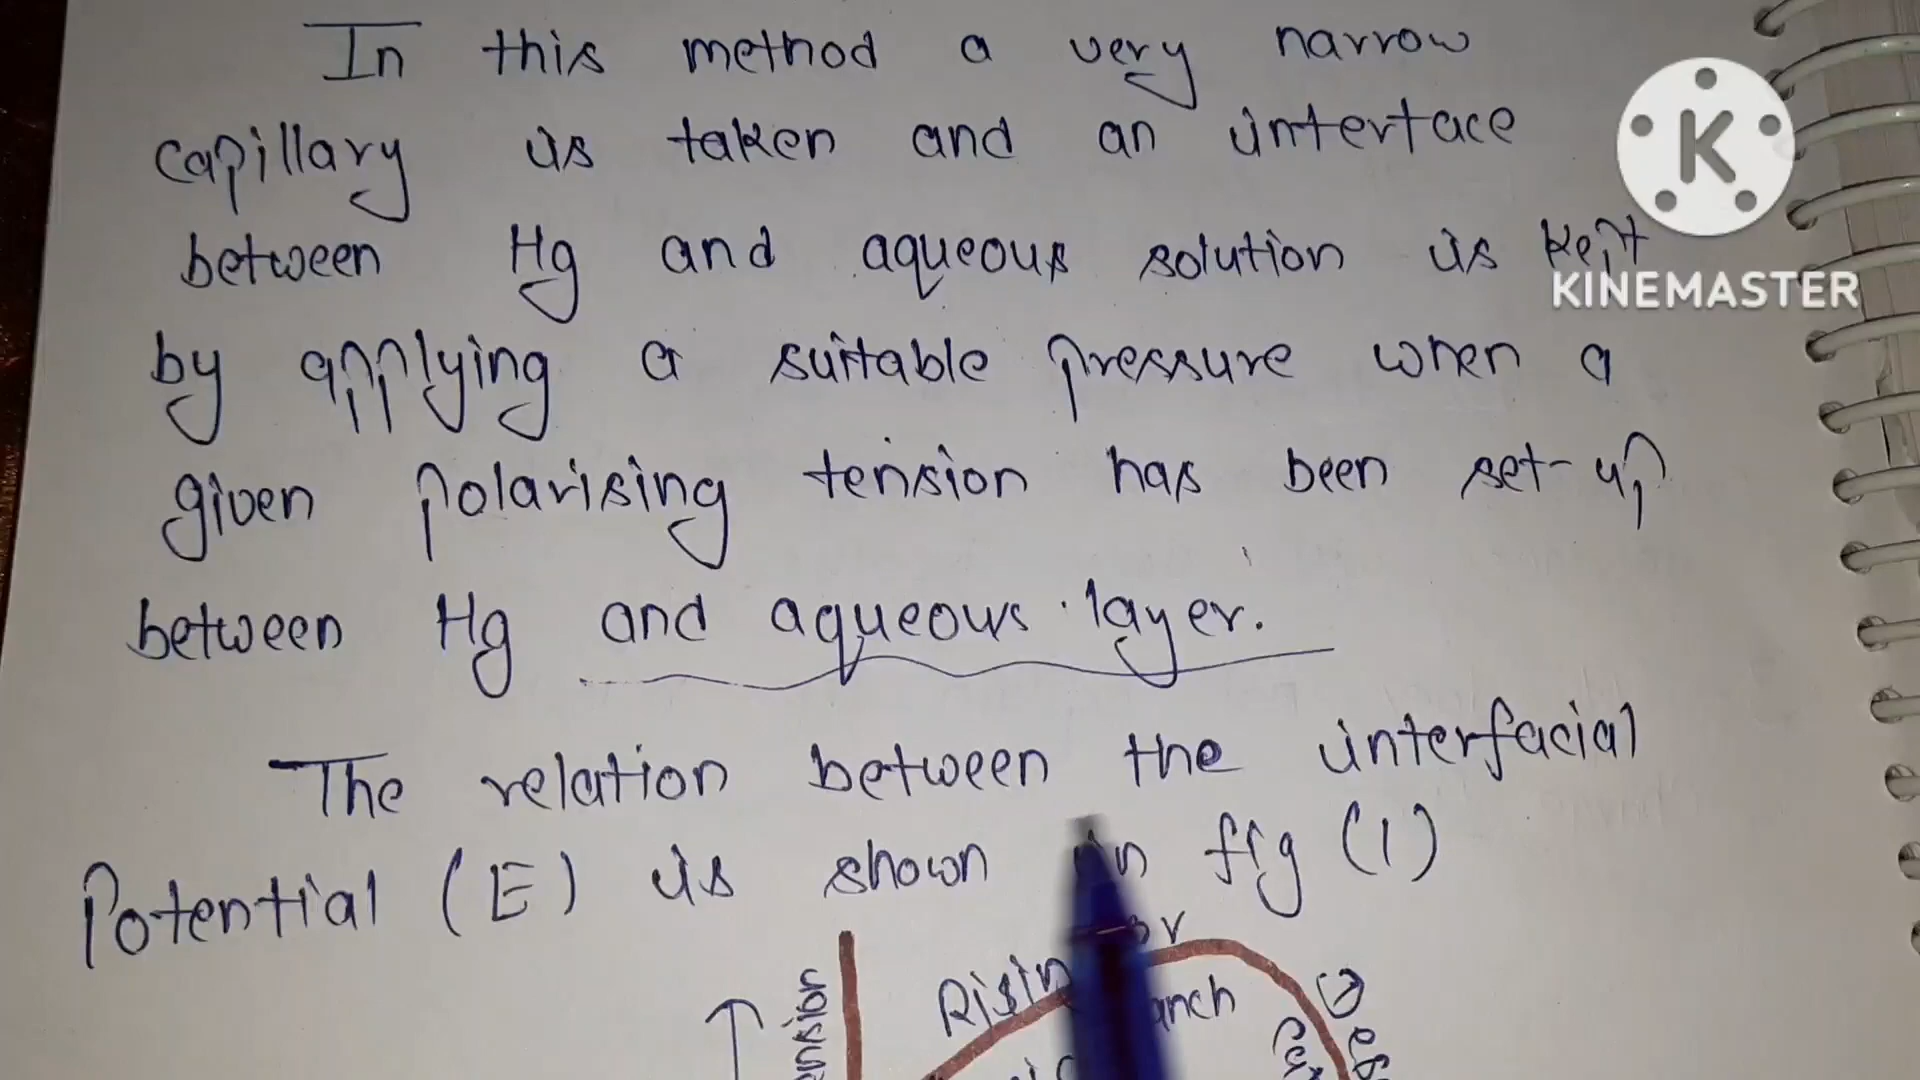 In this method a very narrow
capillary is taken and an interface
between Hg and aqueous solution is kept
by applying a suitable pressure when a
given polarising tension has been set-up
between Hg and aqueous layer.
The relation between the interfacial
Potential (E) is shown in fig (1)
K
KINEMASTER